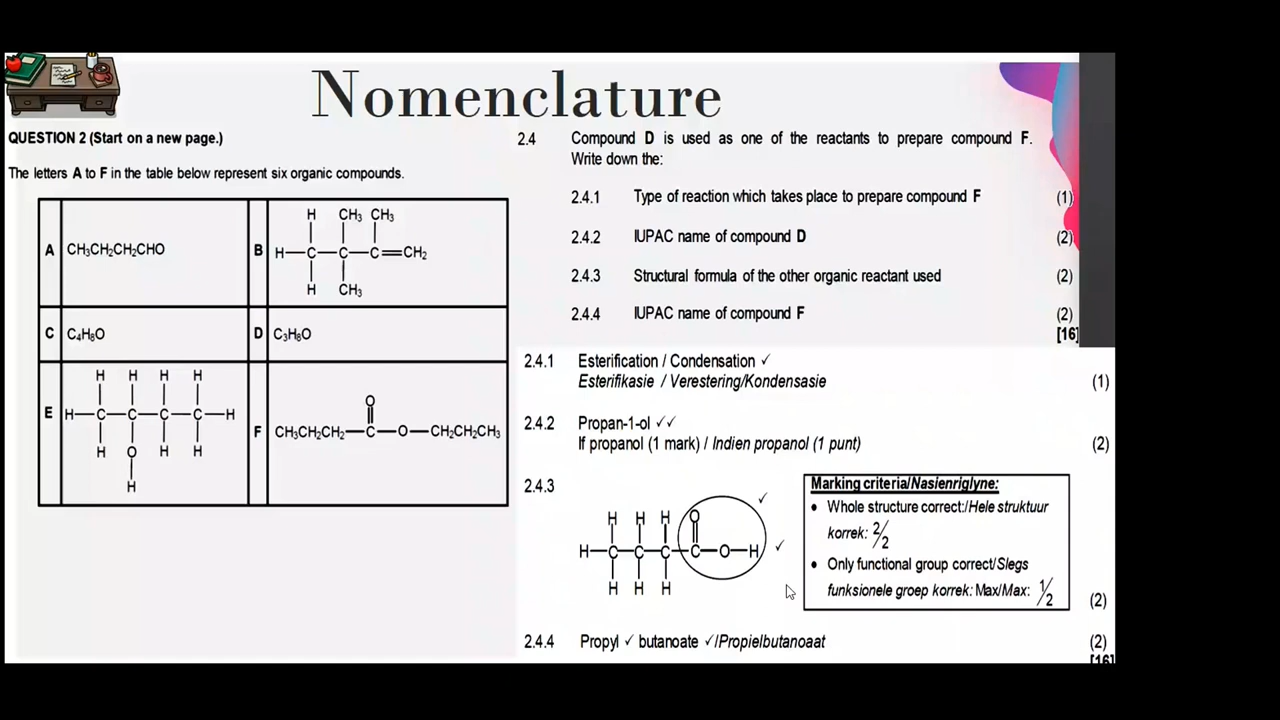 Nomenclature
QUESTION 2 (Start on a new page.)
The letters A to F in the table below represent six organic compounds.
A CH₃CH₂CH₂CHO
B
H CH₃ CH₃
H—C—C—C=CH₂
H CH₃
C C₄H₈O
D C₃H₈O
E
H H H H
H—C—C—C—C—H
H O H H
H
F
O
CH₃CH₂CH₂—C—O—CH₂CH₂CH₃
2.4 Compound D is used as one of the reactants to prepare compound F.
Write down the:
2.4.1 Type of reaction which takes place to prepare compound F (1)
2.4.2 IUPAC name of compound D (2)
2.4.3 Structural formula of the other organic reactant used (2)
2.4.4 IUPAC name of compound F (2)
[16]
2.4.1 Esterification / Condensation ✓
Esterifikasie / Verestering/Kondensasie (1)
2.4.2 Propan-1-ol ✓✓
If propanol (1 mark) / Indien propanol (1 punt) (2)
2.4.3
H H H O ✓
H—C—C—C—C—O—H ✓
H H H
Marking criteria/Nasienriglyne:
• Whole structure correct:/Hele struktuur
korrek: 2/2
• Only functional group correct/Slegs
funksionele groep korrek: Max/Max: 1/2
(2)
2.4.4 Propyl ✓ butanoate ✓/Propielbutanoaat (2)
[16]